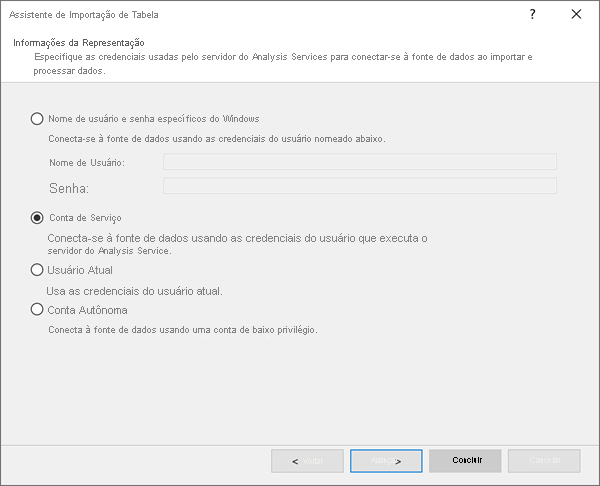 Assistente de Importação de Tabela
?
Informações da Representação
Especifique as credenciais usadas pelo servidor do Analysis Services para conectar-se à fonte de dados ao importar e
processar dados.
Nome de usuário e senha específicos do Windows
Conecta-se à fonte de dados usando as credenciais do usuário nomeado abaixo.
Nome de Usuário:
Senha:
Conta de Serviço
Conecta-se à fonte de dados usando as credenciais do usuário que executa o
servidor do Analysis Service.
Usuário Atual
Usa as credenciais do usuário atual.
Conta Autônoma
Conecta à fonte de dados usando uma conta de baixo privilégio.
< > Concluir